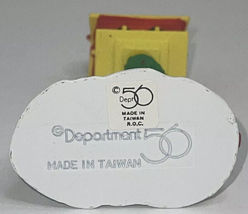 © 56
Dept
MADE IN
TAIWAN
R.O.C.
©Department 56
MADE IN TAIWAN